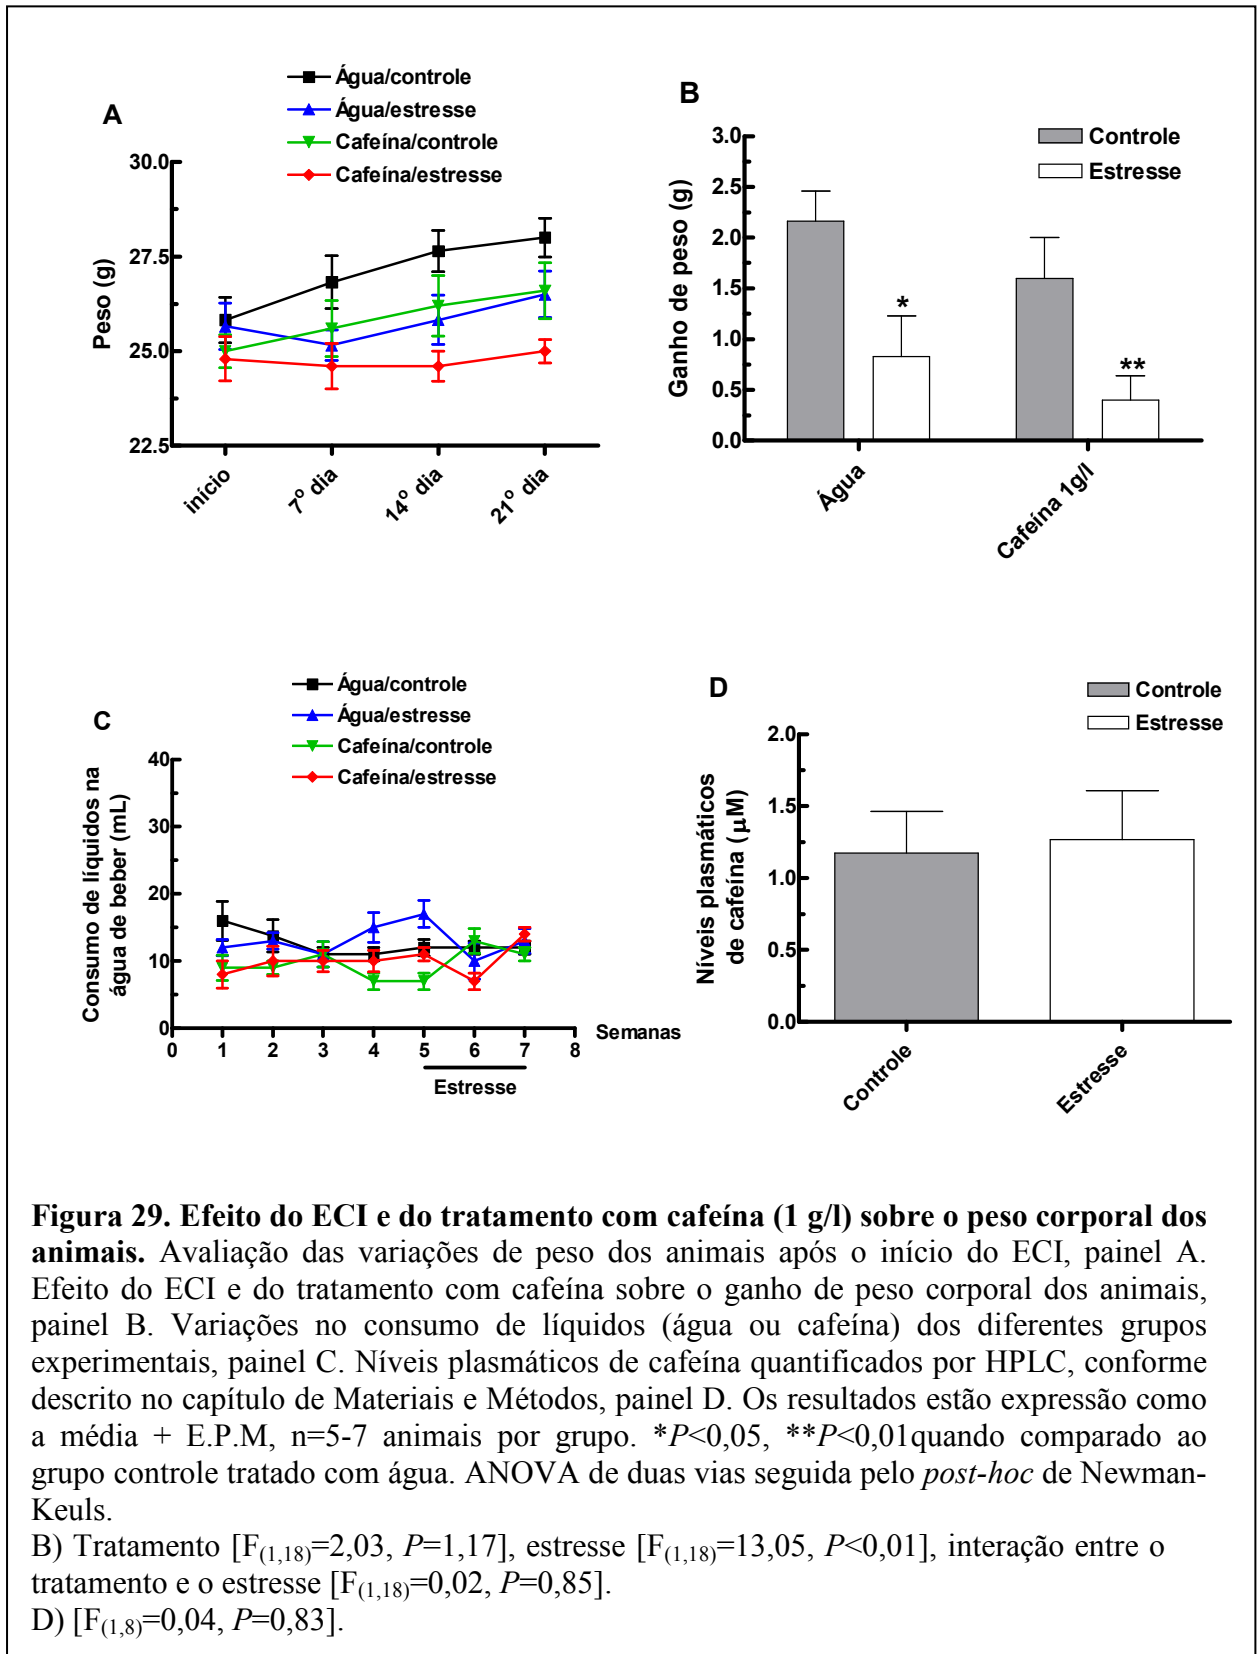 A
Água/controle
Água/estresse
Cafeína/controle
Cafeína/estresse
Peso (g)
30.0
27.5
25.0
22.5
início
7º dia
14º dia
21º dia
B
Controle
Estresse
Ganho de peso (g)
3.0
2.5
2.0
1.5
1.0
0.5
0.0
*
**
Água
Cafeína 1g/l
C
Água/controle
Água/estresse
Cafeína/controle
Cafeína/estresse
Consumo de líquidos na
água de beber (mL)
40
30
20
10
0
0 1 2 3 4 5 6 7 8 Semanas
Estresse
D
Controle
Estresse
Níveis plasmáticos
de cafeína (µM)
2.0
1.5
1.0
0.5
0.0
Controle
Estresse
Figura 29. Efeito do ECI e do tratamento com cafeína (1 g/l) sobre o peso corporal dos
animais. Avaliação das variações de peso dos animais após o início do ECI, painel A.
Efeito do ECI e do tratamento com cafeína sobre o ganho de peso corporal dos animais,
painel B. Variações no consumo de líquidos (água ou cafeína) dos diferentes grupos
experimentais, painel C. Níveis plasmáticos de cafeína quantificados por HPLC, conforme
descrito no capítulo de Materiais e Métodos, painel D. Os resultados estão expressão como
a média + E.P.M, n=5-7 animais por grupo. *P<0,05, **P<0,01quando comparado ao
grupo controle tratado com água. ANOVA de duas vias seguida pelo post-hoc de Newman-
Keuls.
B) Tratamento [F(1,18)=2,03, P=1,17], estresse [F(1,18)=13,05, P<0,01], interação entre o
tratamento e o estresse [F(1,18)=0,02, P=0,85].
D) [F(1,8)=0,04, P=0,83].